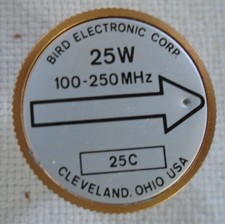 BIRD ELECTRONIC CORP.
25W
100-250 MHz
25C
CLEVELAND, OHIO USA